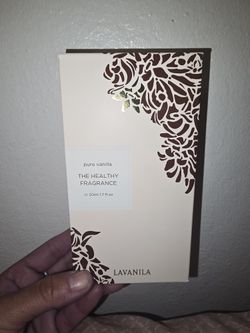 pure vanilla
THE HEALTHY
FRAGRANCE
LAVANILA